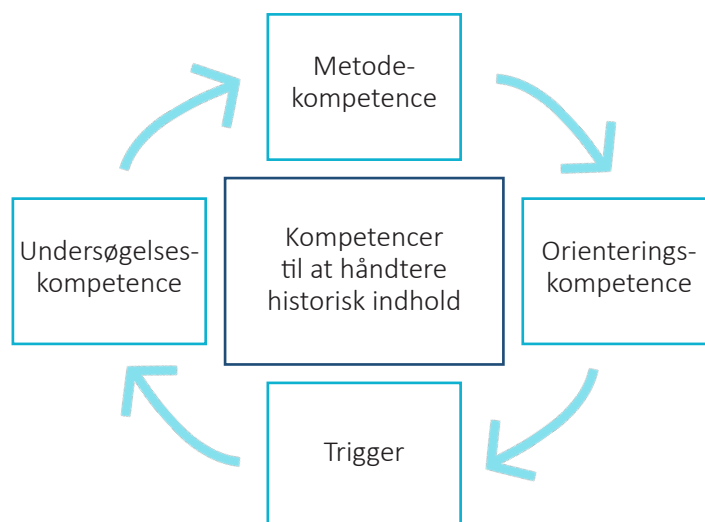 Metode-
kompetence
Undersøgelses-
kompetence
Kompetencer
til at håndtere
historisk indhold
Orienterings-
kompetence
Trigger